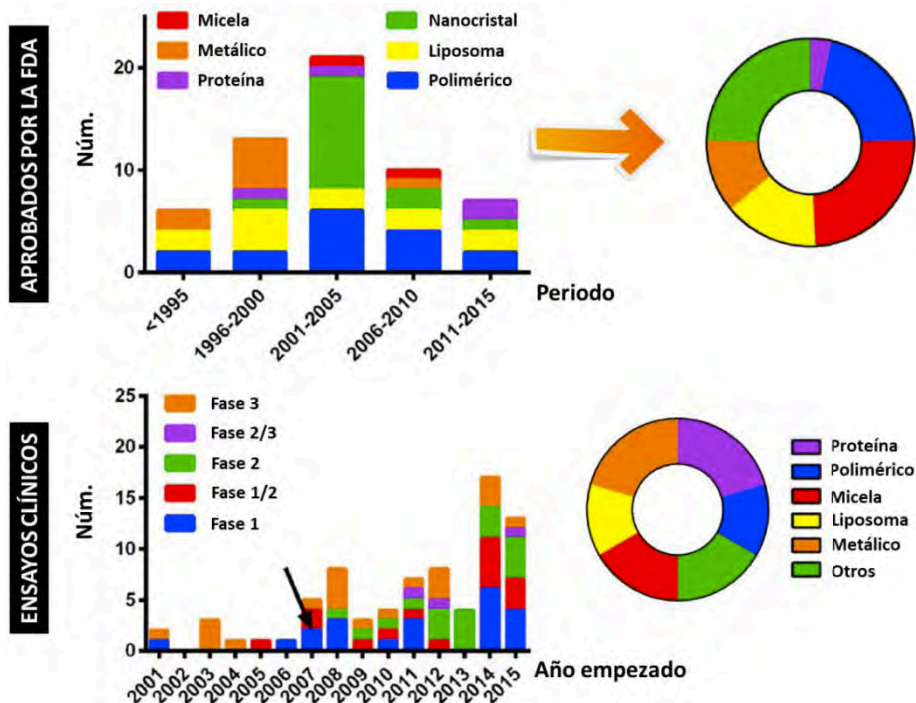 APROBADOS POR LA FDA
Núm.
20
10
0
Micela
Metálico
Proteína
Nanocristal
Liposoma
Polimérico
<1995
1996-2000
2001-2005
2006-2010
2011-2015
Periodo
ENSAYOS CLÍNICOS
Núm.
25
20
15
10
5
0
Fase 3
Fase 2/3
Fase 2
Fase 1/2
Fase 1
2001
2002
2003
2004
2005
2006
2007
2008
2009
2010
2011
2012
2013
2014
2015
Año empezado
Proteína
Polimérico
Micela
Liposoma
Metálico
Otros